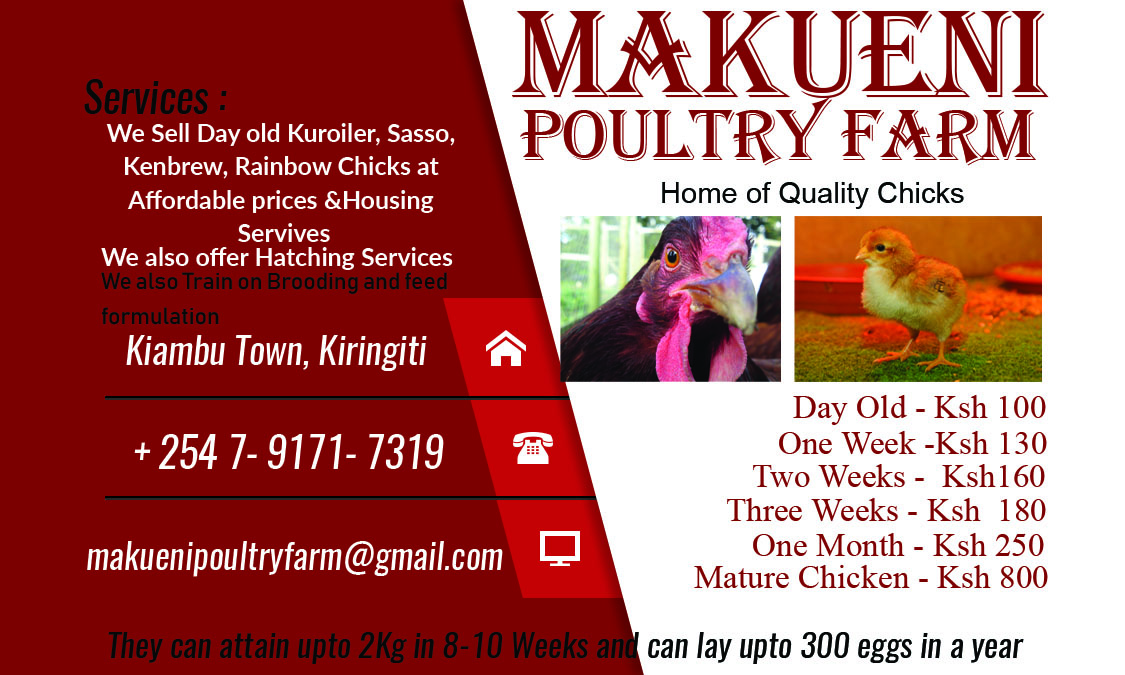 MAKUENI
POULTRY FARM
Home of Quality Chicks
Services :
We Sell Day old Kuroiler, Sasso,
Kenbrew, Rainbow Chicks at
Affordable prices &Housing
Servives
We also offer Hatching Services
We also Train on Brooding and feed
formulation
Kiambu Town, Kiringiti
+ 254 7- 9171- 7319
makuenipoultryfarm@gmail.com
Day Old - Ksh 100
One Week -Ksh 130
Two Weeks - Ksh160
Three Weeks - Ksh 180
One Month - Ksh 250
Mature Chicken - Ksh 800
They can attain upto 2Kg in 8-10 Weeks and can lay upto 300 eggs in a year